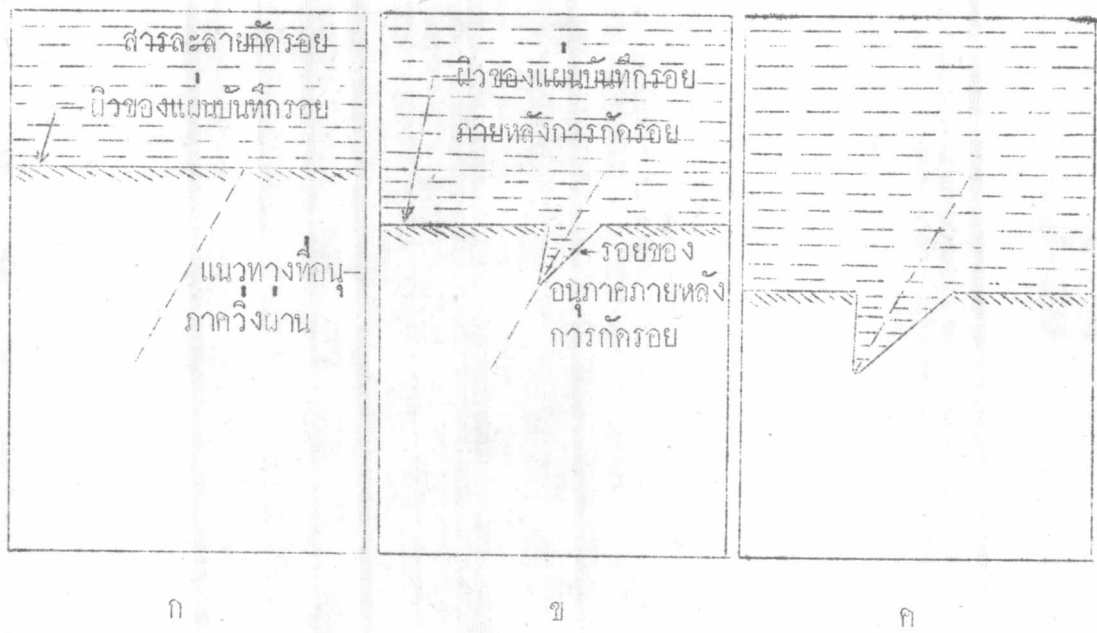 สารละลายกัดรอย
ผิวของแผ่นบันทึกรอย
แนวทางที่อนุ
ภาควิ่งผ่าน
ผิวของแผ่นบันทึกรอย
ภายหลังการกัดรอย
รอยของ
อนุภาคภายหลัง
การกัดรอย
ก
ข
ค